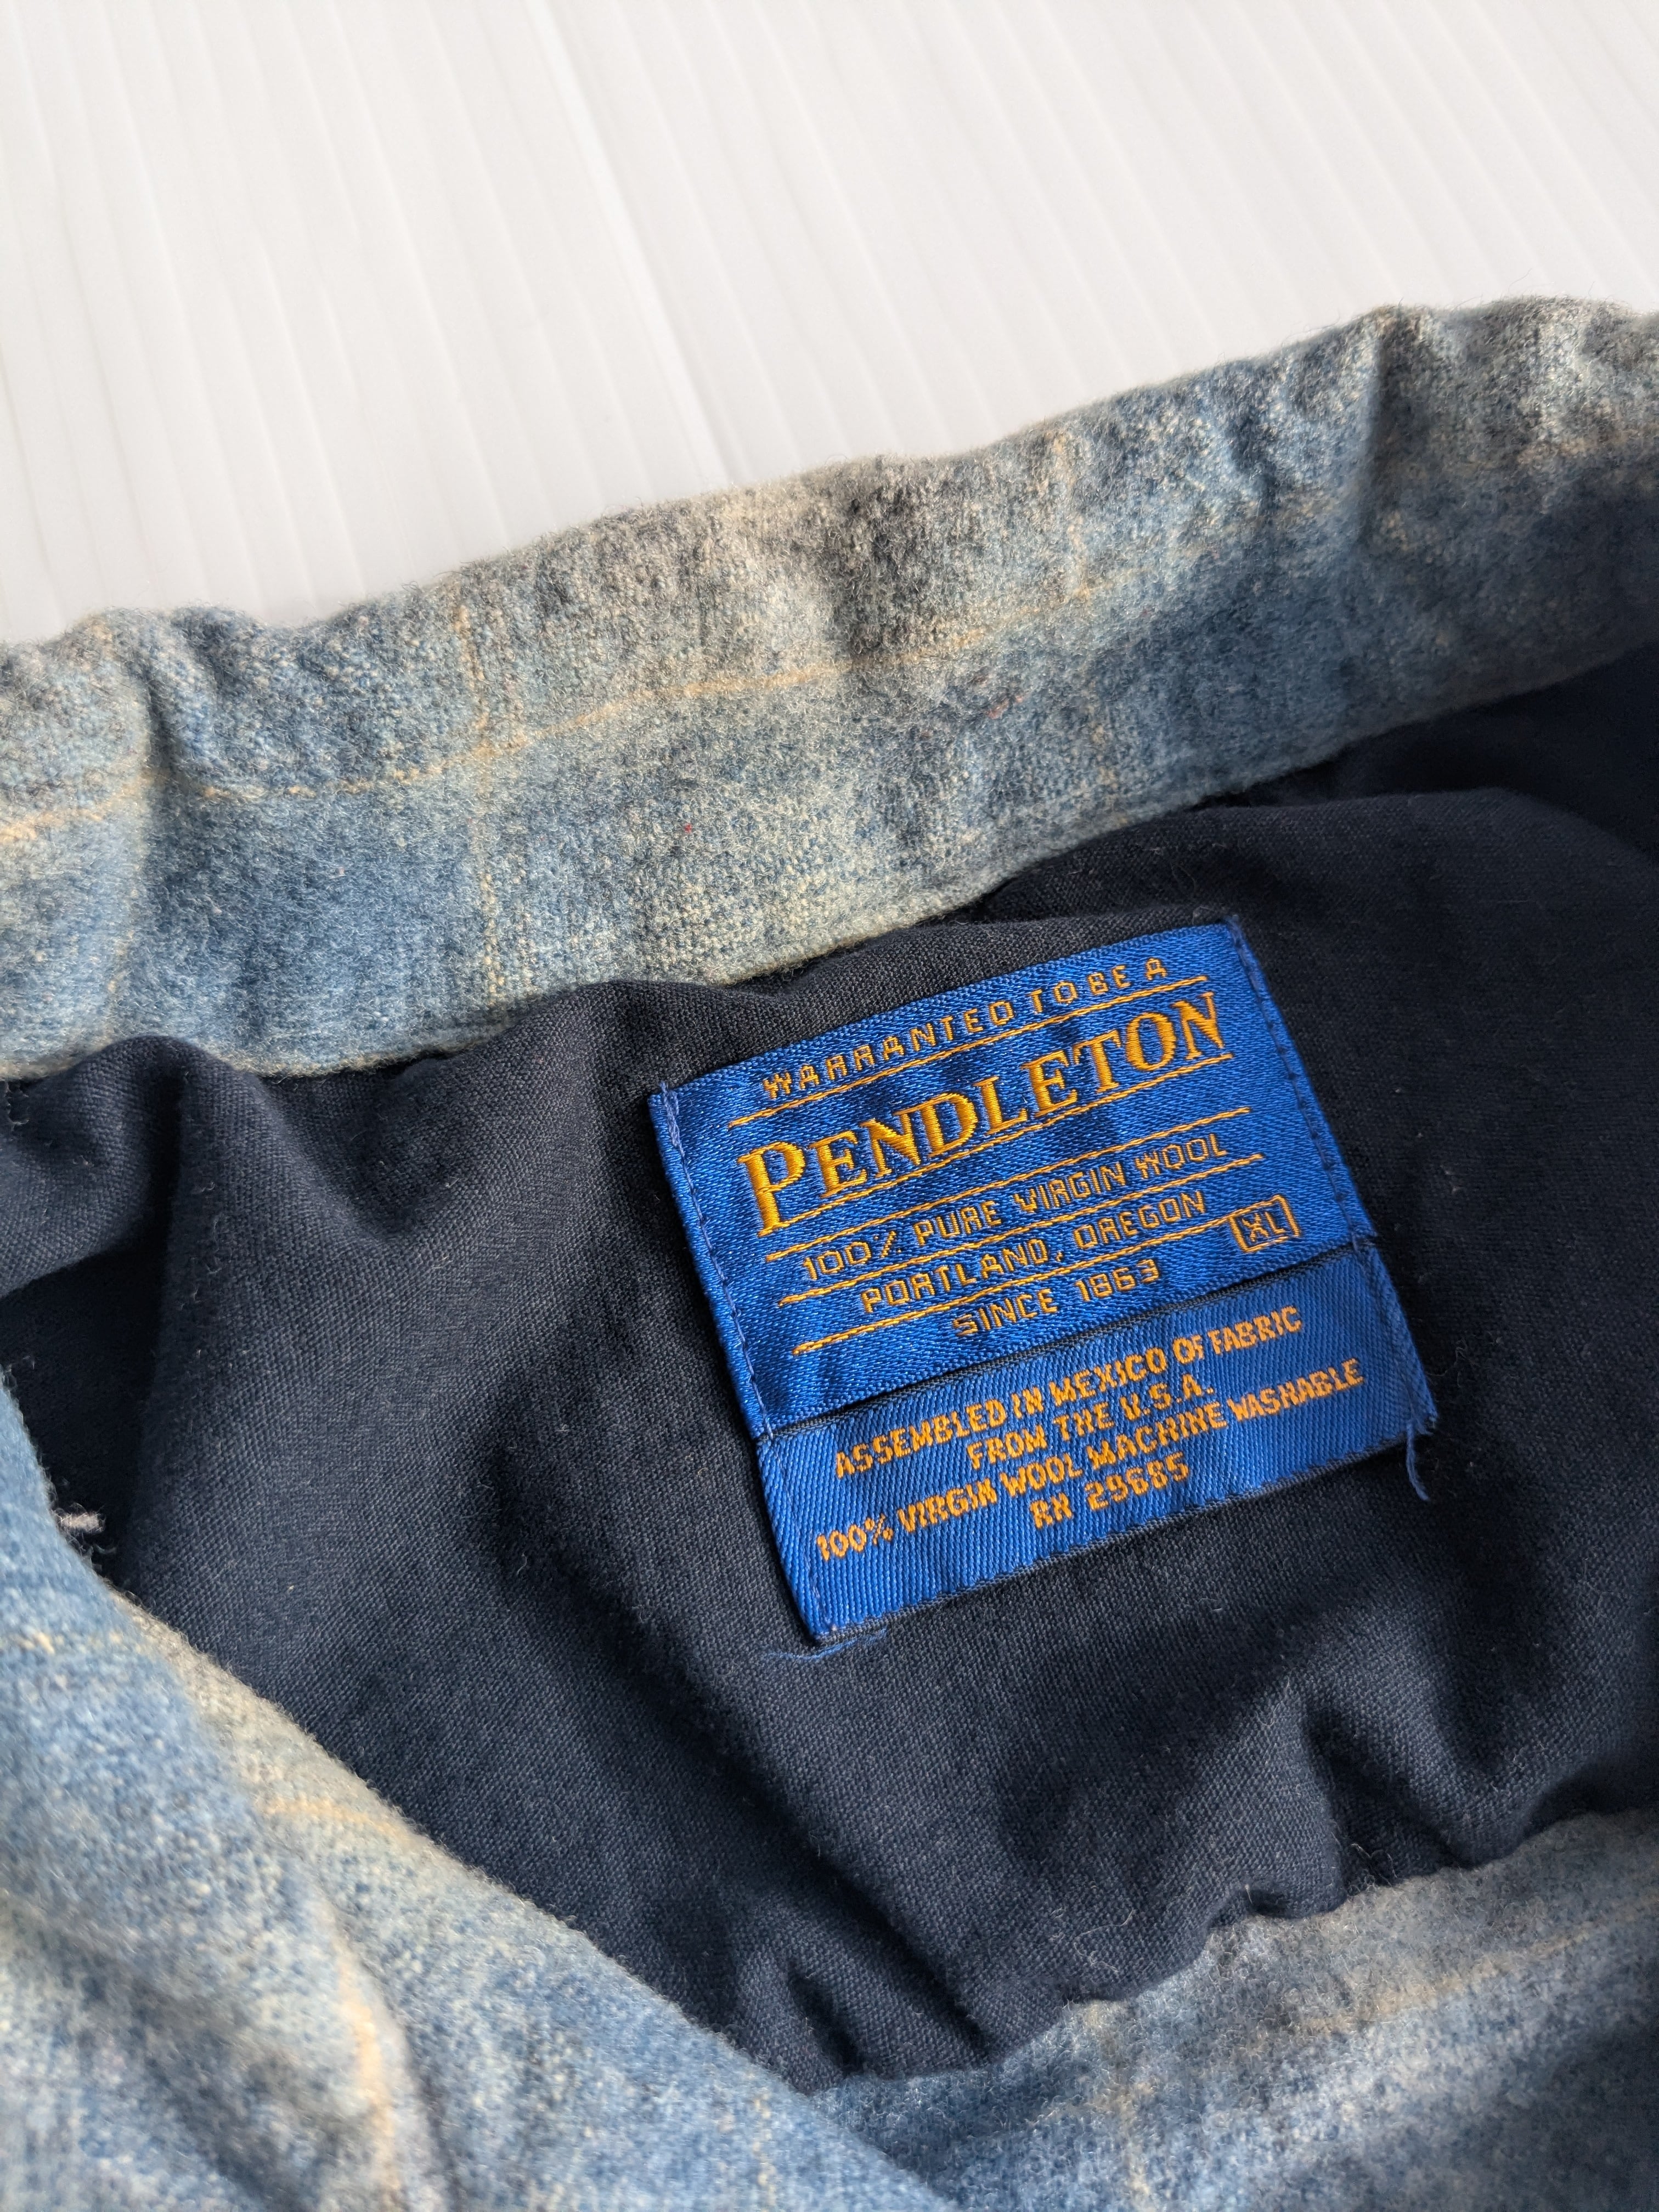 WARRANTED TO BE A
PENDLETON
100% PURE VIRGIN WOOL
PORTLAND, OREGON
XL
SINCE 1863
ASSEMBLED IN MEXICO OF FABRIC
FROM THE U.S.A.
100% VIRGIN WOOL MACHINE WASHABLE
RN 29685